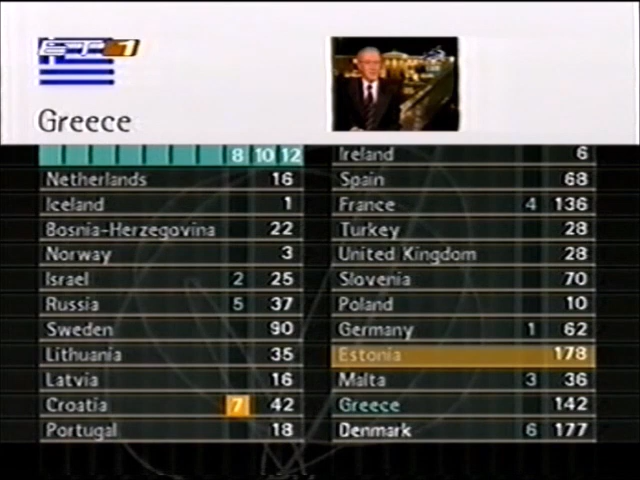 ET 1
Greece
8 10 12
Netherlands 16
Iceland 1
Bosnia-Herzegovina 22
Norway 3
Israel 2 25
Russia 5 37
Sweden 90
Lithuania 35
Latvia 16
Croatia 7 42
Portugal 18
Ireland 6
Spain 68
France 4 136
Turkey 28
United Kingdom 28
Slovenia 70
Poland 10
Germany 1 62
Estonia 178
Malta 3 36
Greece 142
Denmark 6 177